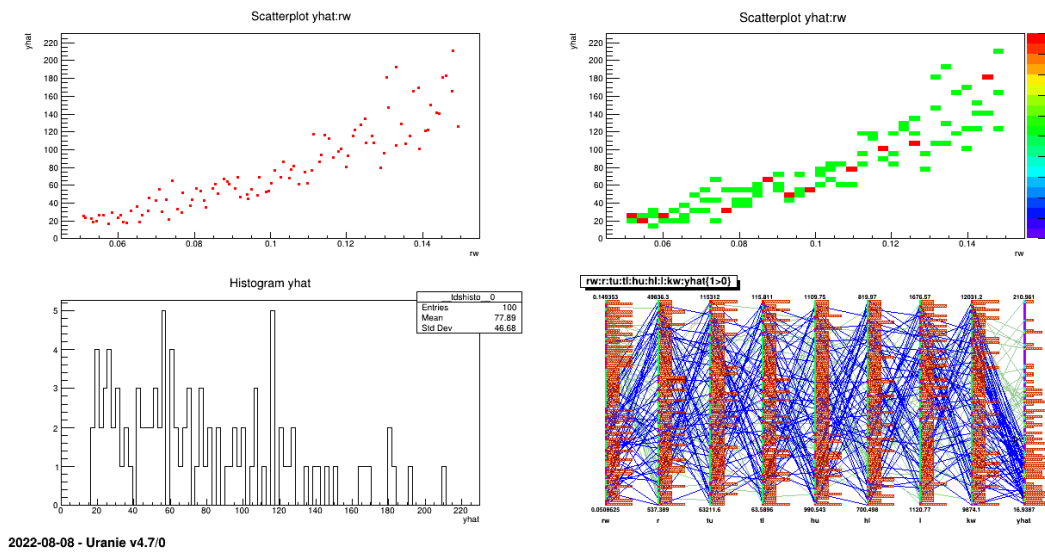 Scatterplot yhat:rw
yhat
220
200
180
160
140
120
100
80
60
40
20
0
0.06 0.08 0.1 0.12 0.14
rw
Scatterplot yhat:rw
yhat
220
200
180
160
140
120
100
80
60
40
20
0
0.06 0.08 0.1 0.12 0.14
rw
Histogram yhat
__tdshisto__0
Entries 100
Mean 77.89
Std Dev 46.68
5
4
3
2
1
0
0 20 40 60 80 100 120 140 160 180 200 220
yhat
rw:r:tu:tl:hu:hl:l:kw:yhat{1>0}
0.149353 49836.3 115312 115.811 1109.75 819.97 1676.57 12031.2 210.961
0.0508625 537.389 63211.6 63.5896 990.543 700.498 1120.77 9874.1 16.9387
rw r tu tl hu hl l kw yhat
2022-08-08 - Uranie v4.7/0